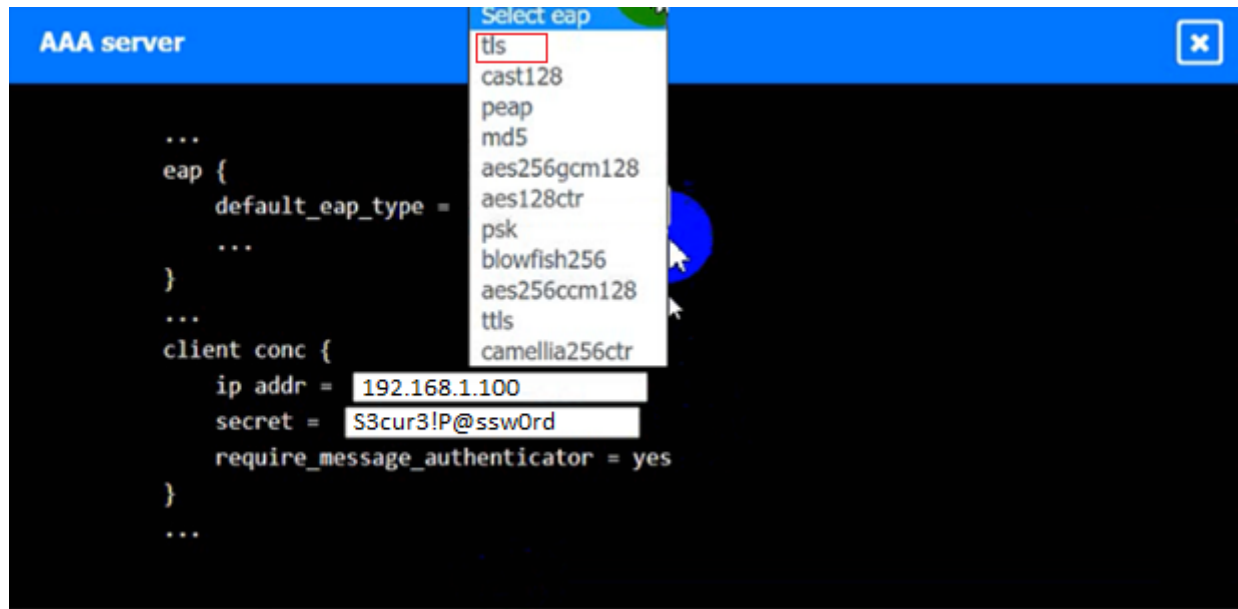 AAA server
Select eap
tls
cast128
peap
md5
aes256gcm128
aes128ctr
psk
blowfish256
aes256ccm128
ttls
camellia256ctr
...
eap {
default_eap_type =
...
}
...
client conc {
ip addr = 192.168.1.100
secret = S3cur3!P@ssw0rd
require_message_authenticator = yes
}
...